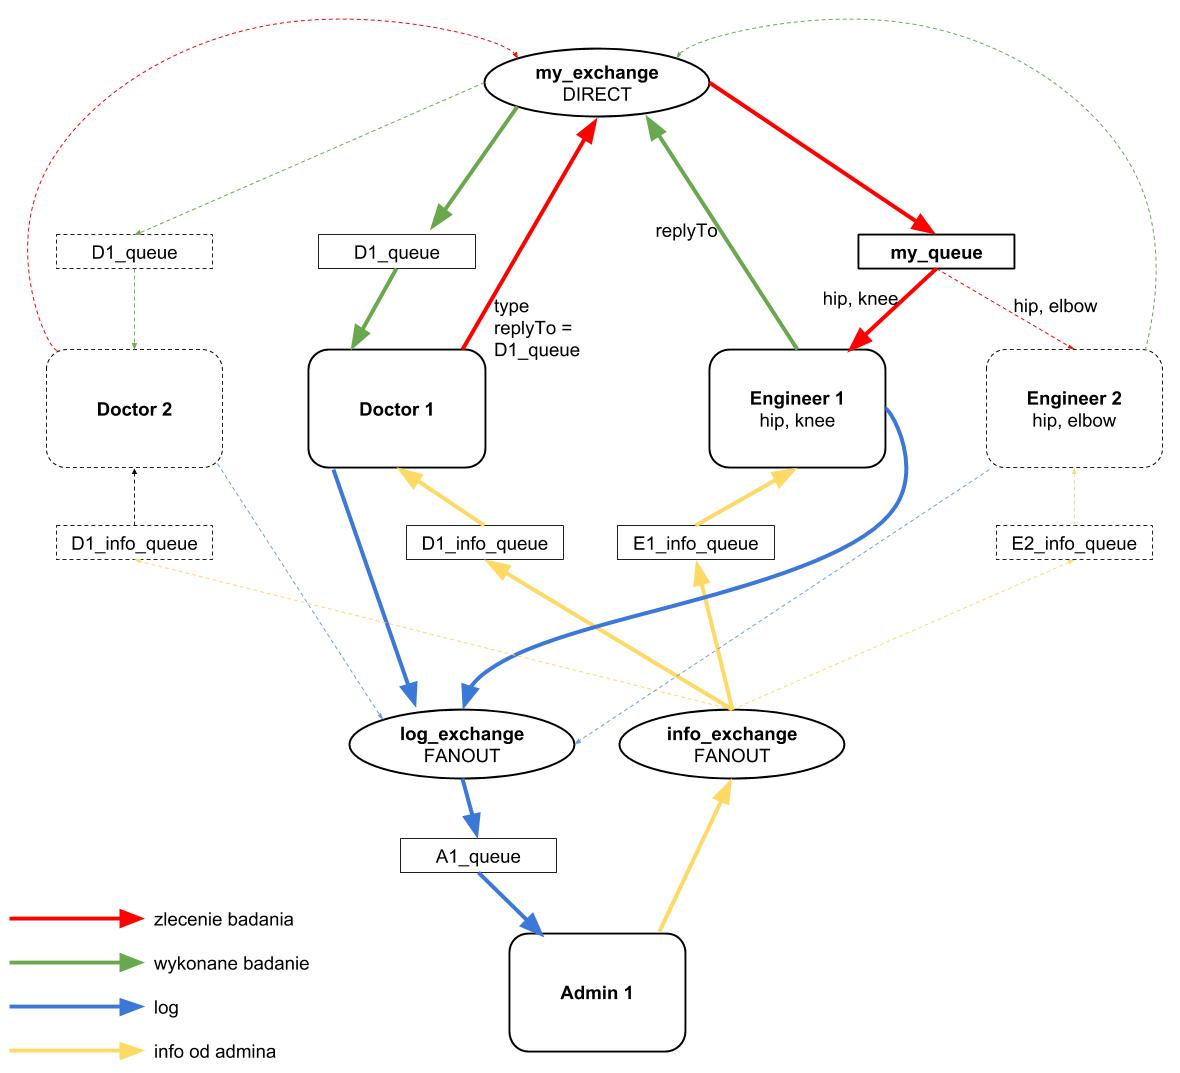 my_exchange
DIRECT
D1_queue
D1_queue
replyTo
my_queue
type
replyTo =
D1_queue
hip, knee
hip, elbow
Doctor 2
Doctor 1
Engineer 1
hip, knee
Engineer 2
hip, elbow
D1_info_queue
D1_info_queue
E1_info_queue
E2_info_queue
log_exchange
FANOUT
info_exchange
FANOUT
A1_queue
zlecenie badania
wykonane badanie
log
info od admina
Admin 1